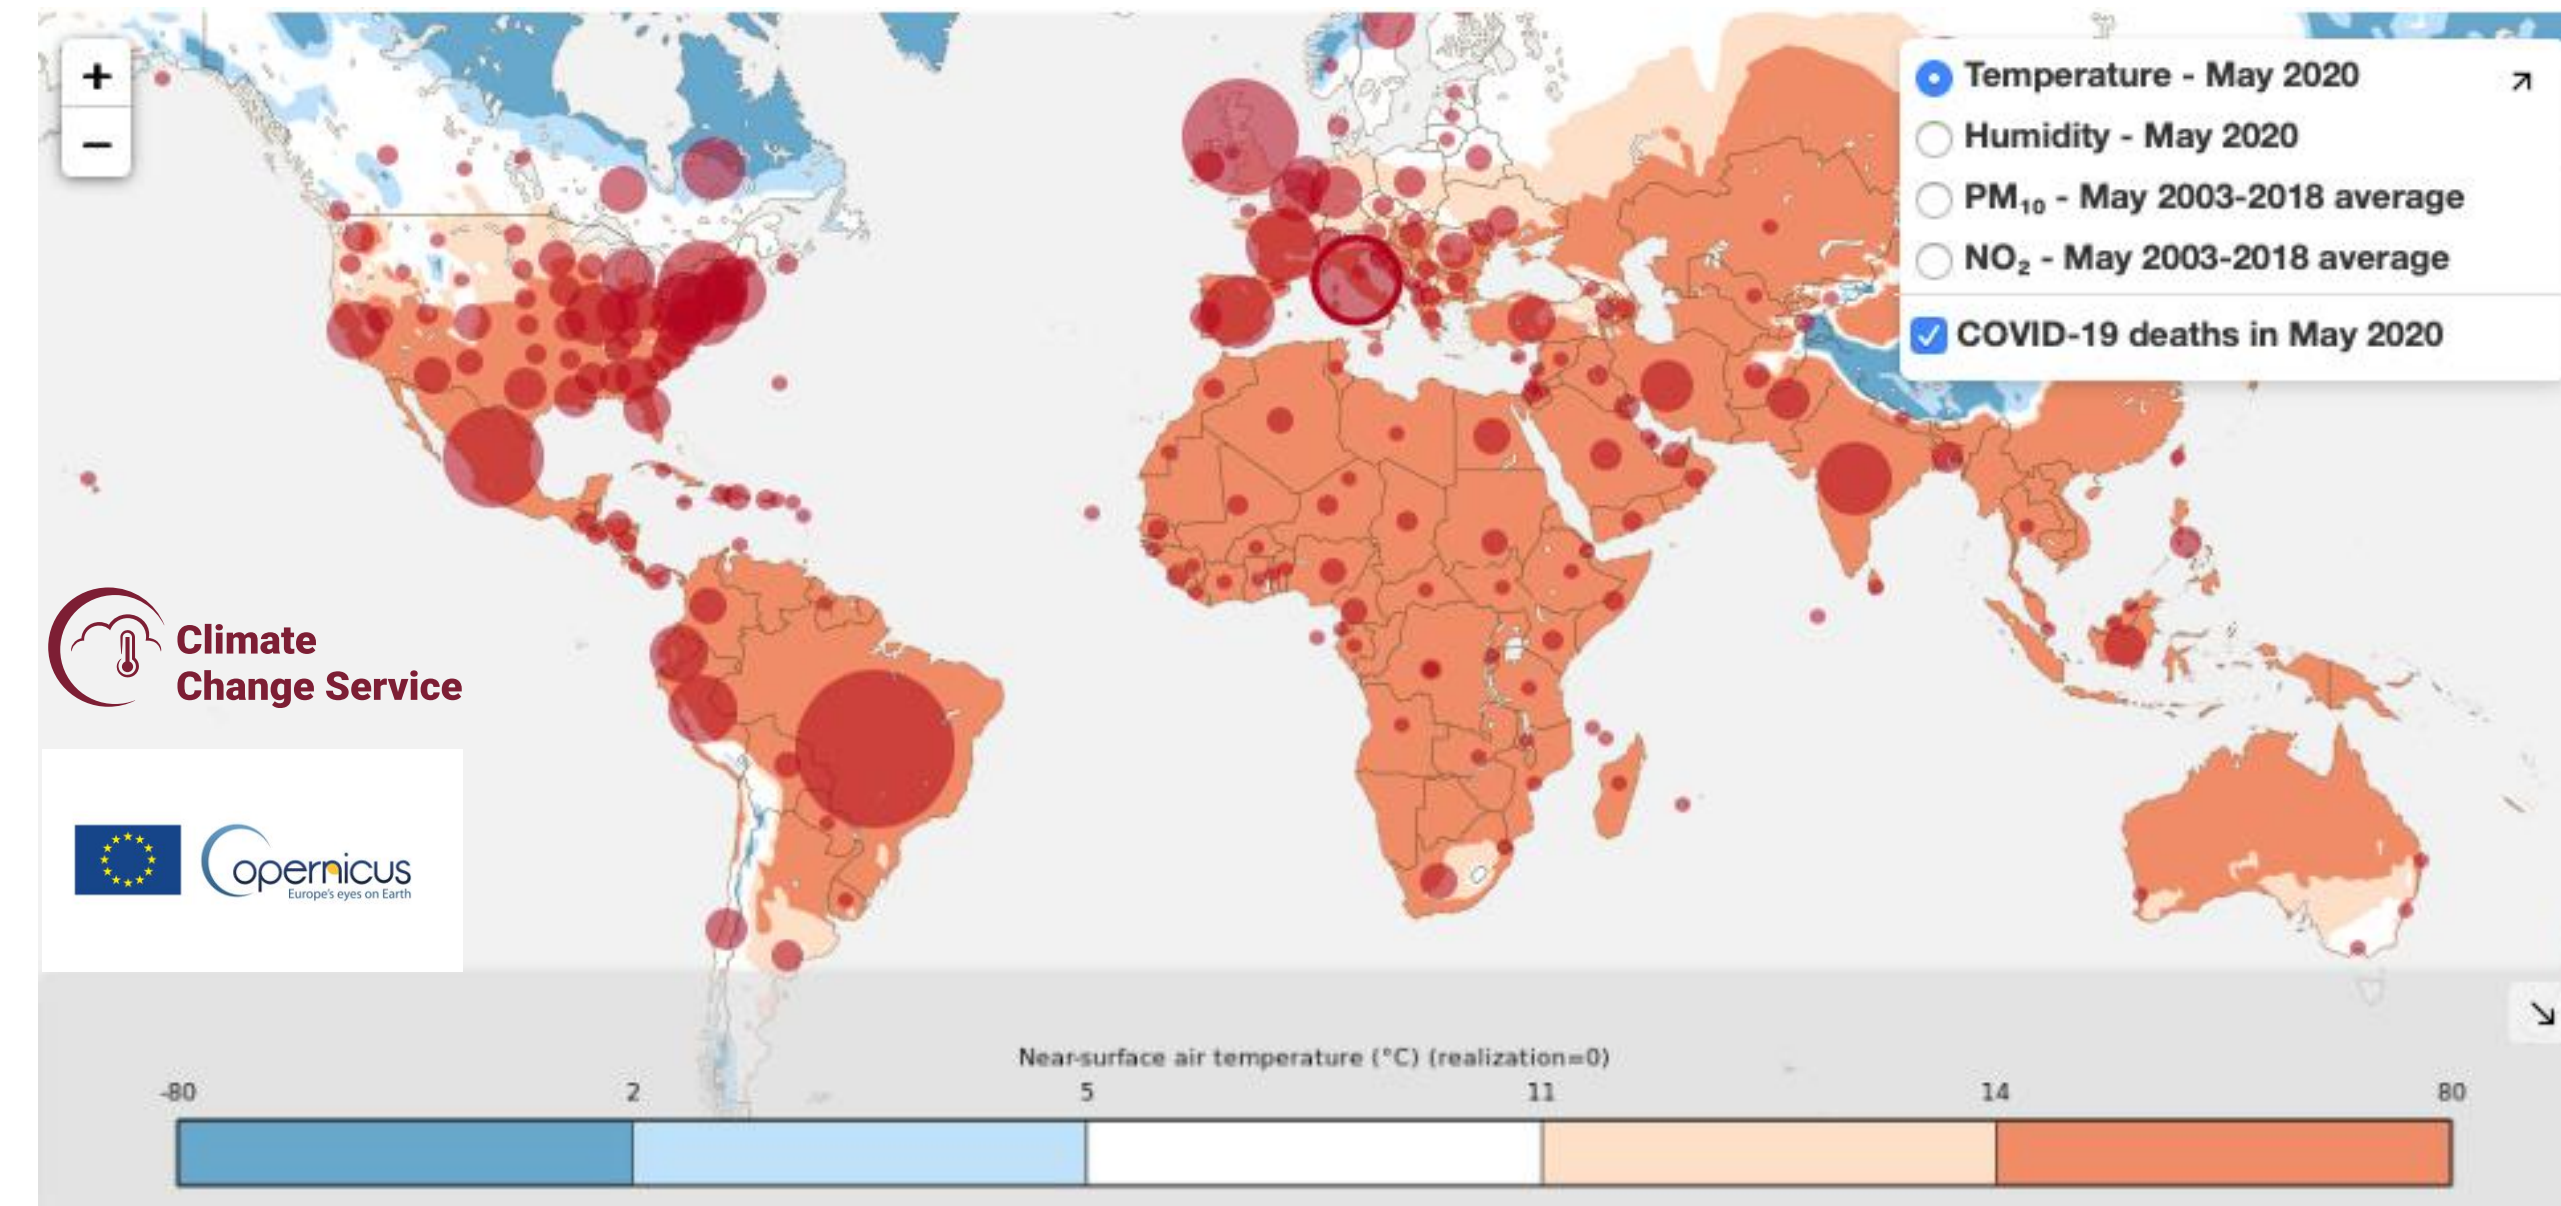 +
−
Temperature - May 2020
Humidity - May 2020
PM₁₀ - May 2003-2018 average
NO₂ - May 2003-2018 average
COVID-19 deaths in May 2020
Climate
Change Service
opernicus
Europe's eyes on Earth
Near-surface air temperature (°C) (realization=0)
-80 2 5 11 14 80